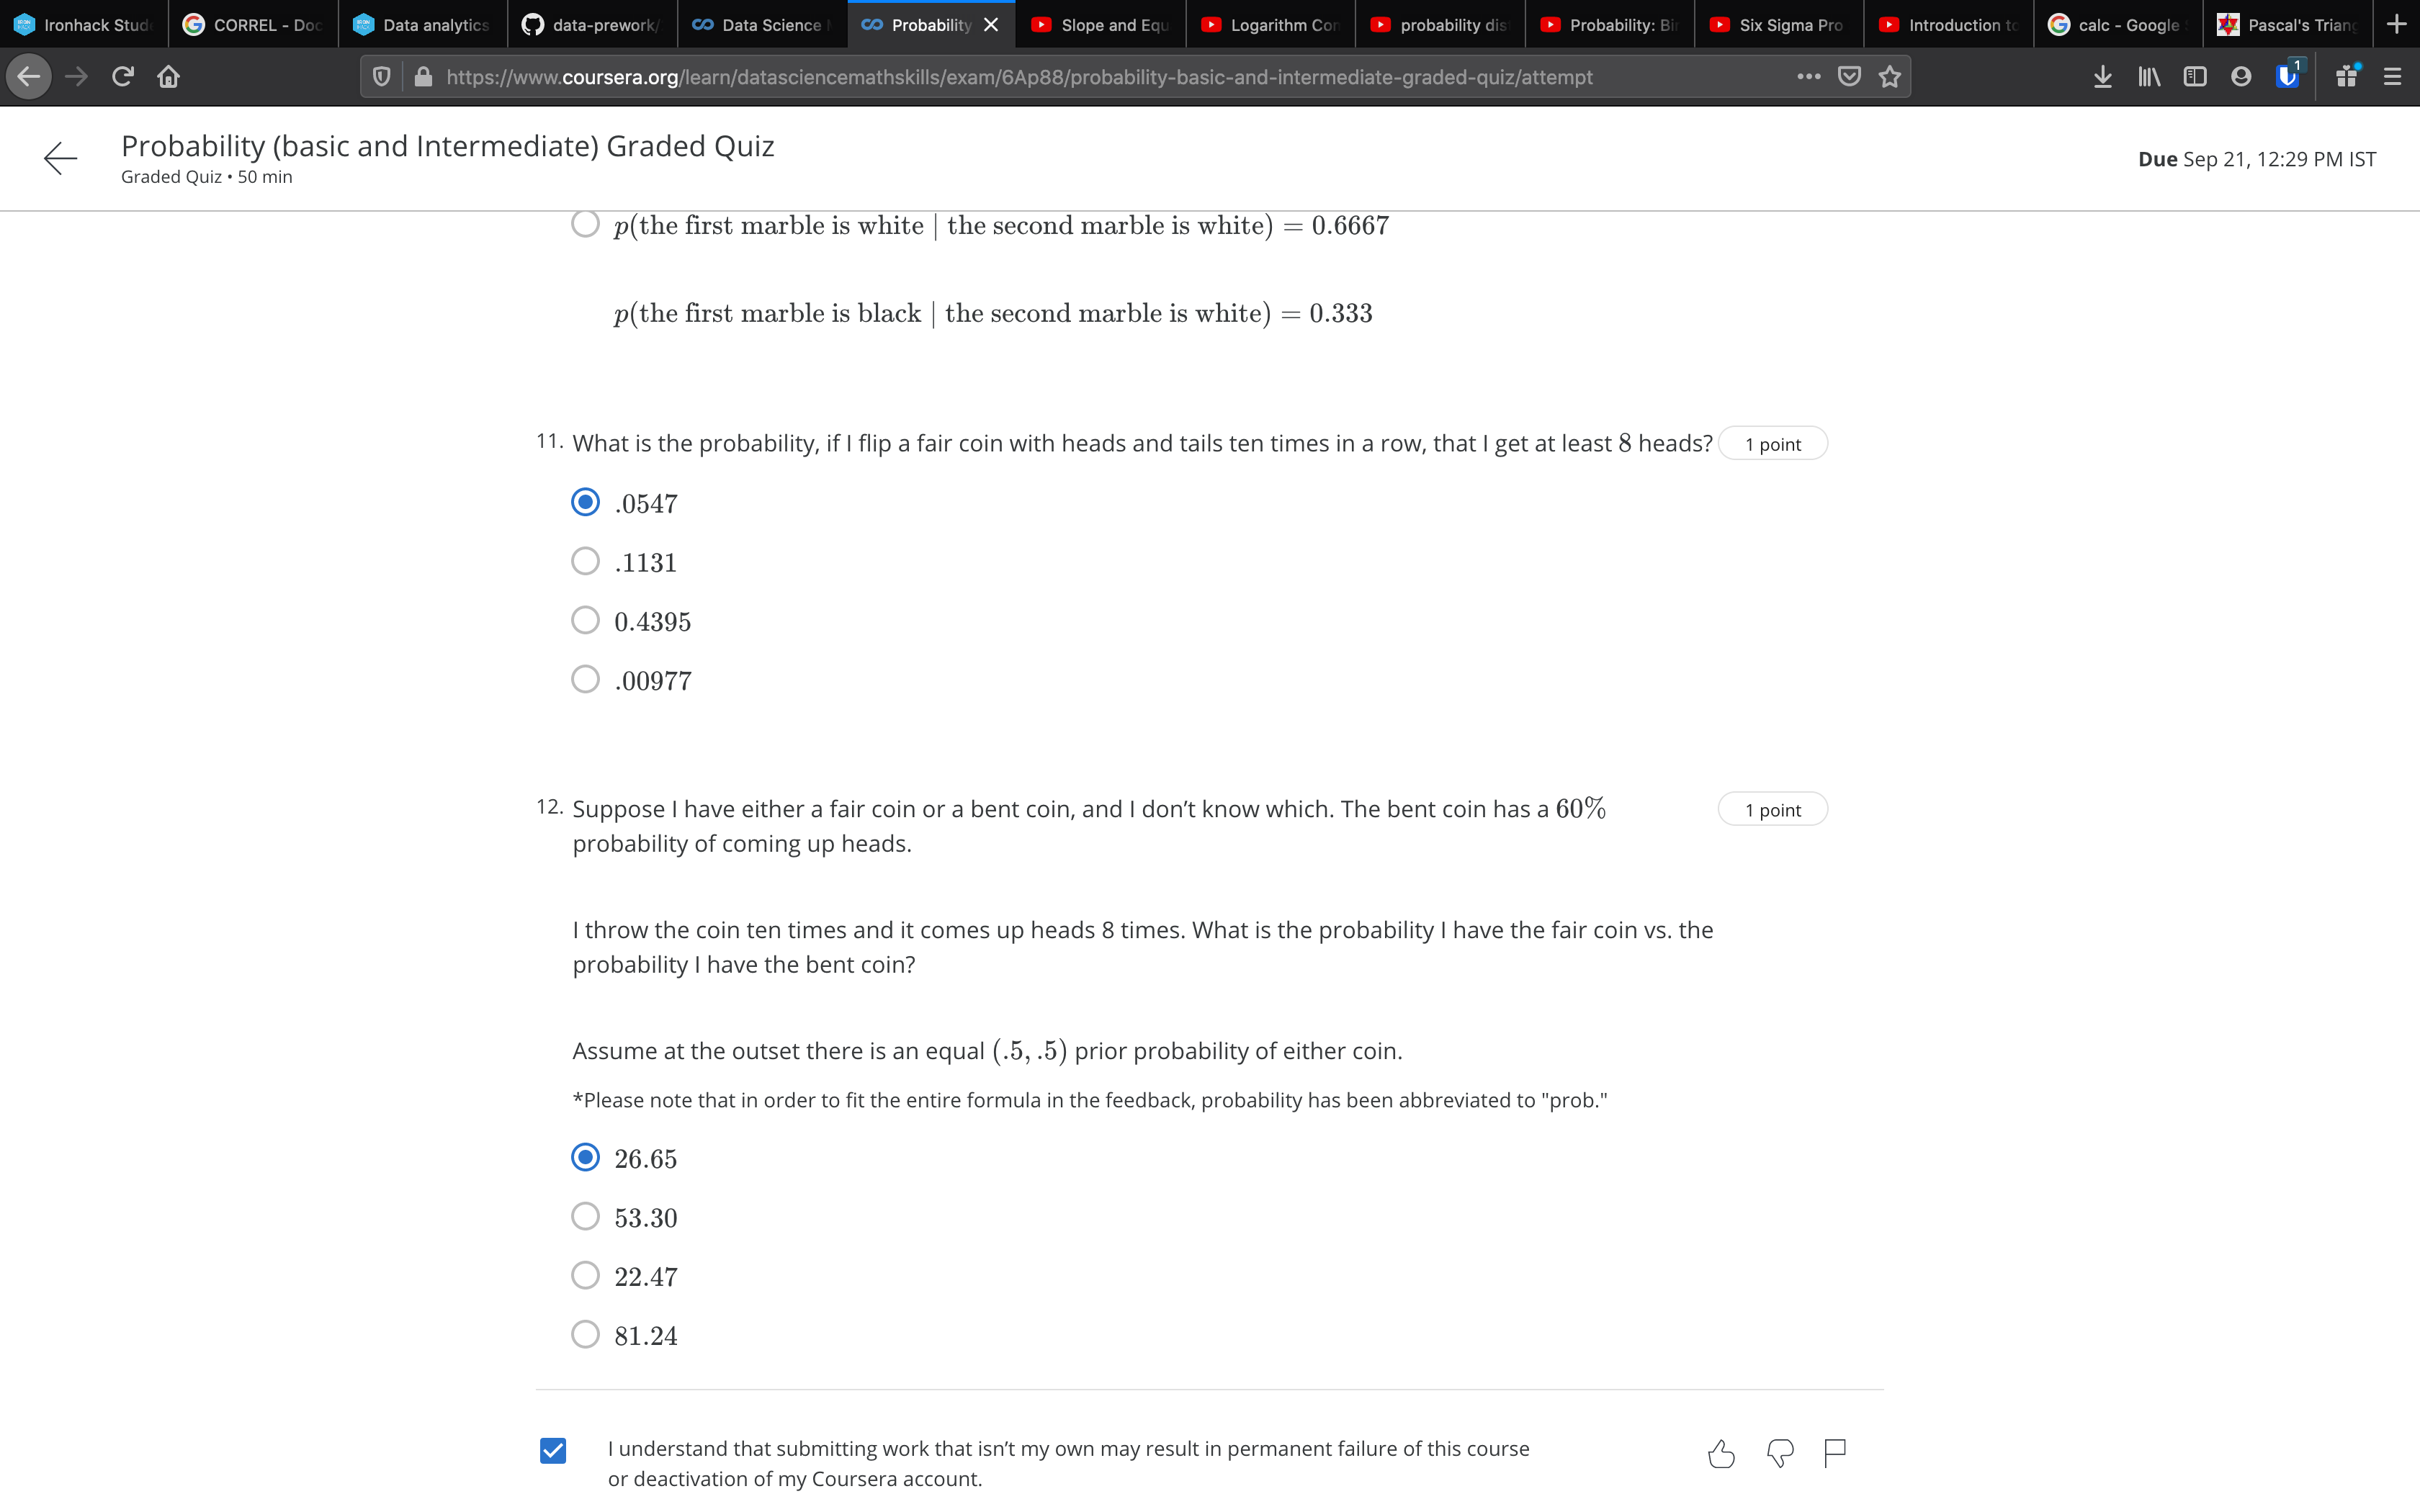 Ironhack Stud
CORREL - Doc
Data analytics
data-prework/
Data Science M
Probability
Slope and Equ
Logarithm Con
probability dis
Probability: Bi
Six Sigma Pro
Introduction to
calc - Google
Pascal's Triang
https://www.coursera.org/learn/datasciencemathskills/exam/6Ap88/probability-basic-and-intermediate-graded-quiz/attempt
1
Probability (basic and Intermediate) Graded Quiz
Graded Quiz • 50 min
Due Sep 21, 12:29 PM IST
p(the first marble is white | the second marble is white) = 0.6667
p(the first marble is black | the second marble is white) = 0.333
11. What is the probability, if I flip a fair coin with heads and tails ten times in a row, that I get at least 8 heads? 1 point
.0547
.1131
0.4395
.00977
12. Suppose I have either a fair coin or a bent coin, and I don’t know which. The bent coin has a 60% 1 point
probability of coming up heads.
I throw the coin ten times and it comes up heads 8 times. What is the probability I have the fair coin vs. the
probability I have the bent coin?
Assume at the outset there is an equal (.5, .5) prior probability of either coin.
*Please note that in order to fit the entire formula in the feedback, probability has been abbreviated to "prob."
26.65
53.30
22.47
81.24
I understand that submitting work that isn’t my own may result in permanent failure of this course
or deactivation of my Coursera account.